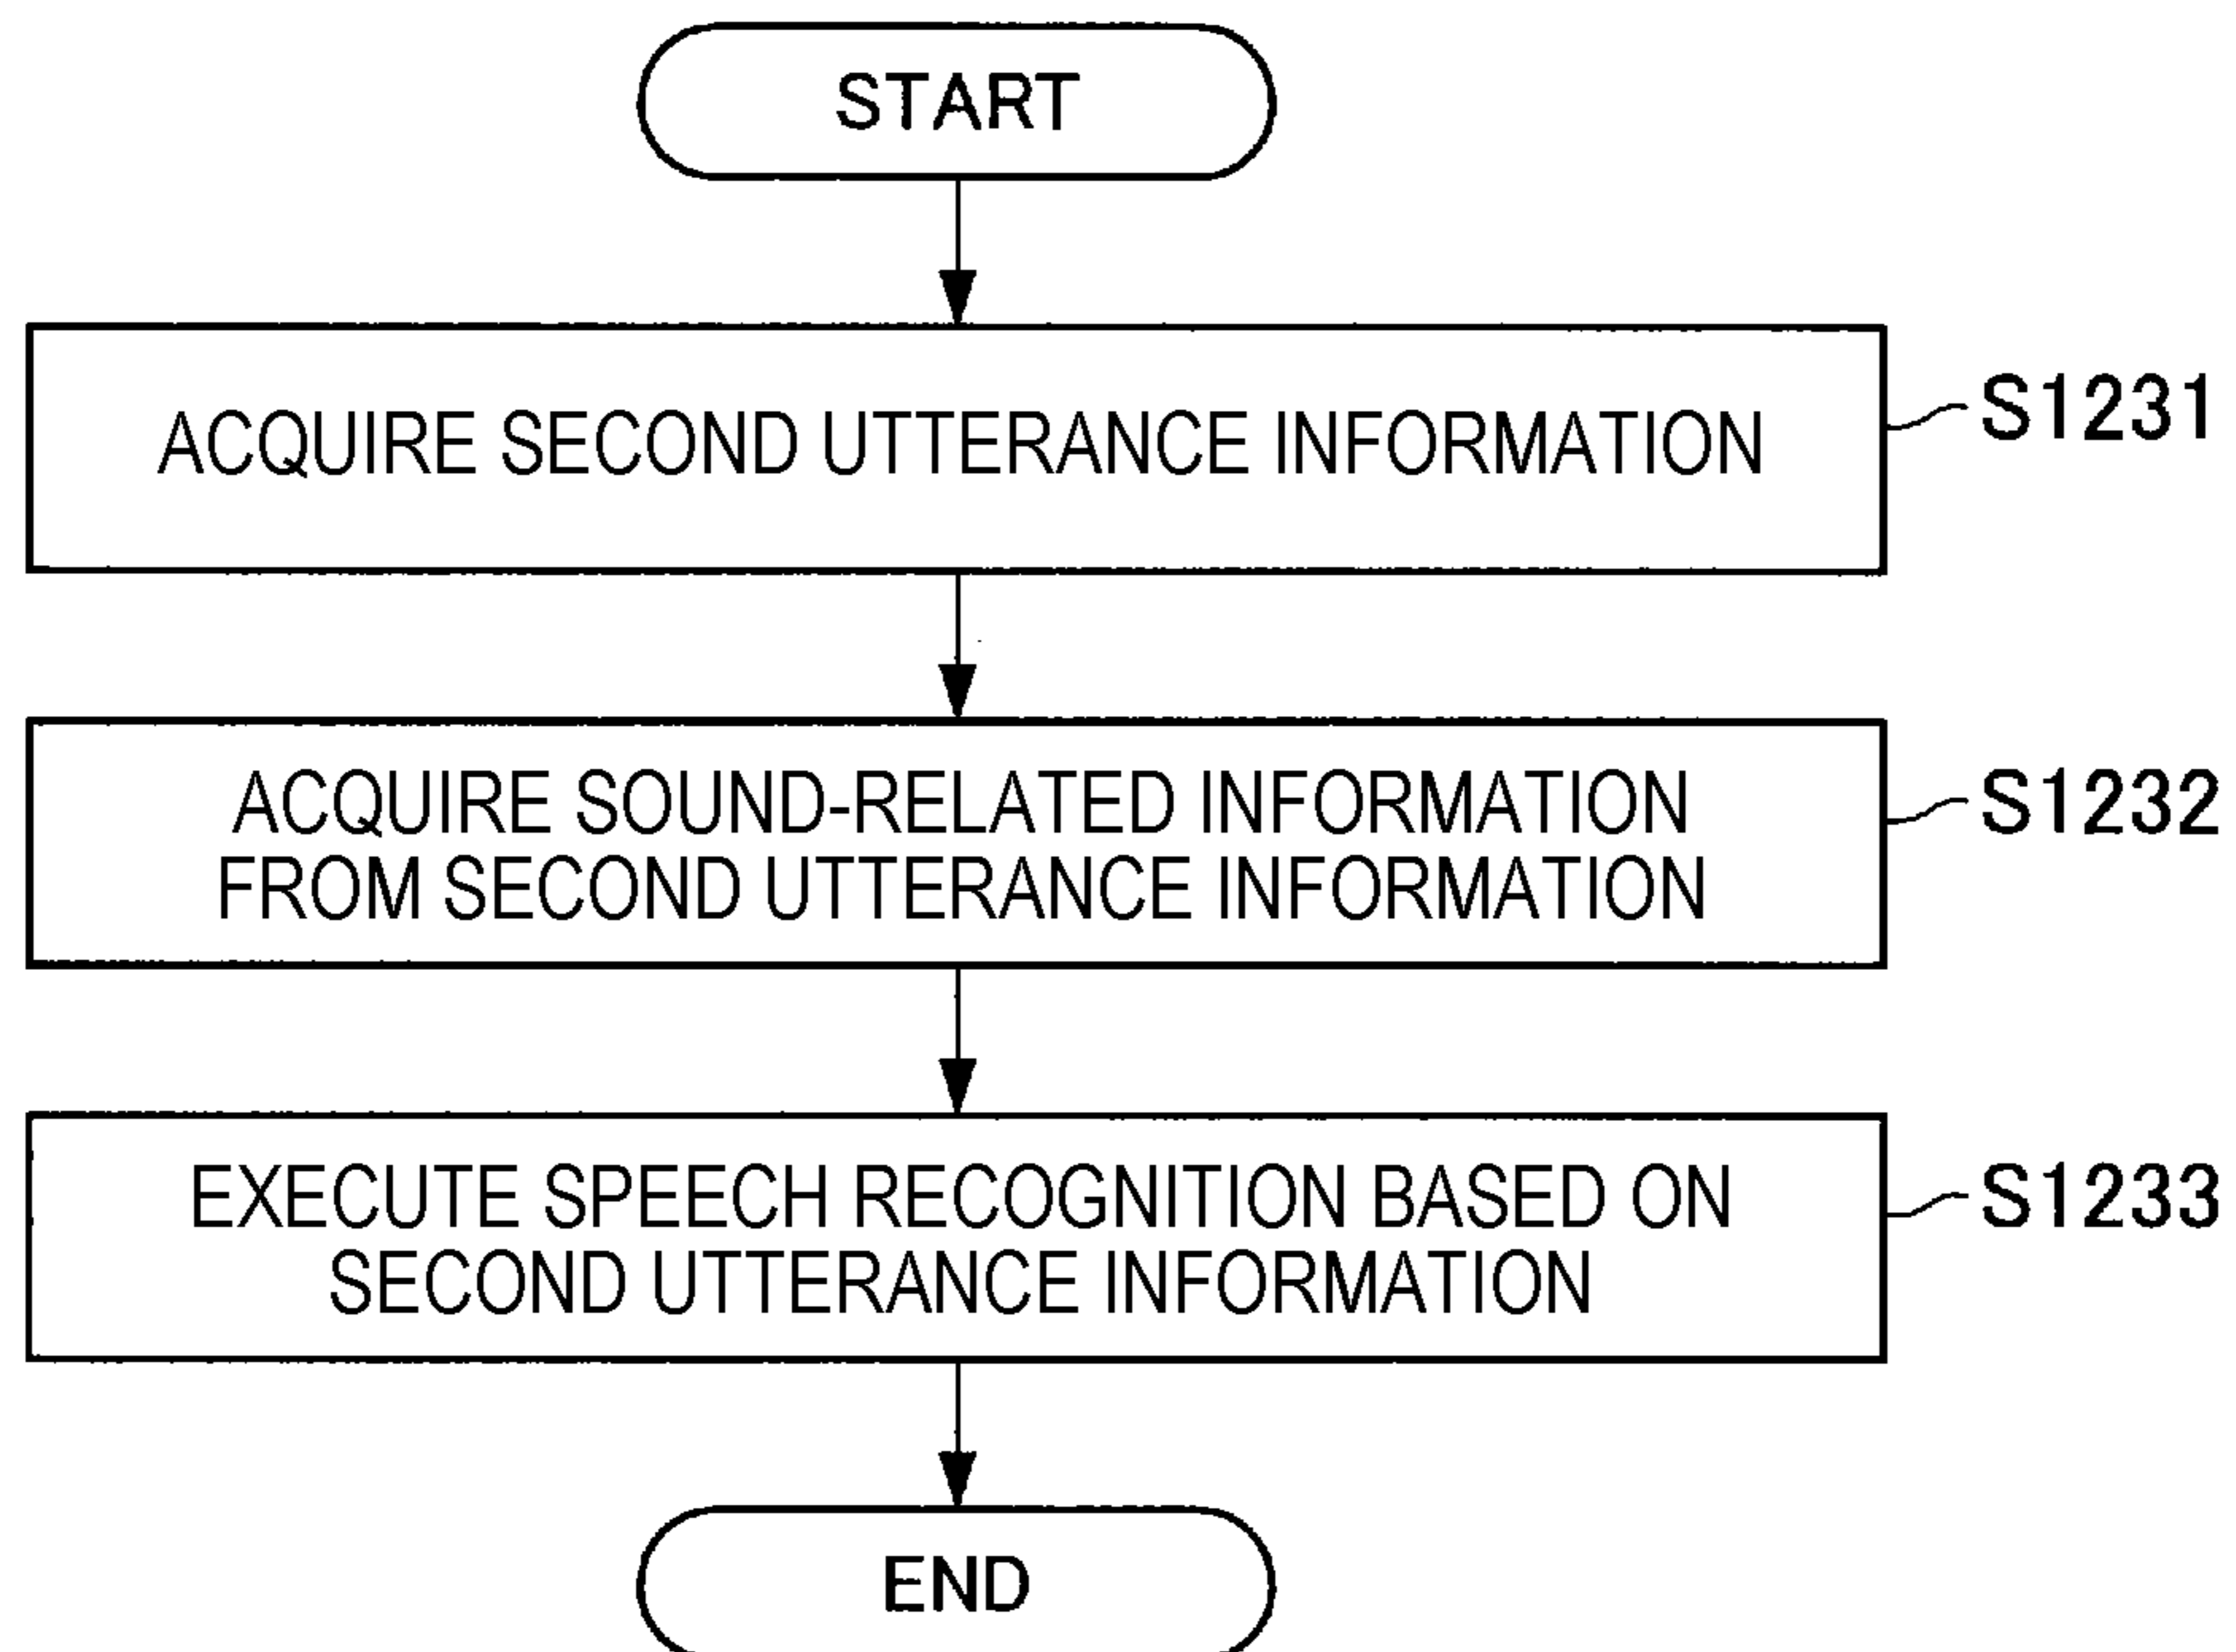 START
ACQUIRE SECOND UTTERANCE INFORMATION
S1231
ACQUIRE SOUND-RELATED INFORMATION
FROM SECOND UTTERANCE INFORMATION
S1232
EXECUTE SPEECH RECOGNITION BASED ON
SECOND UTTERANCE INFORMATION
S1233
END